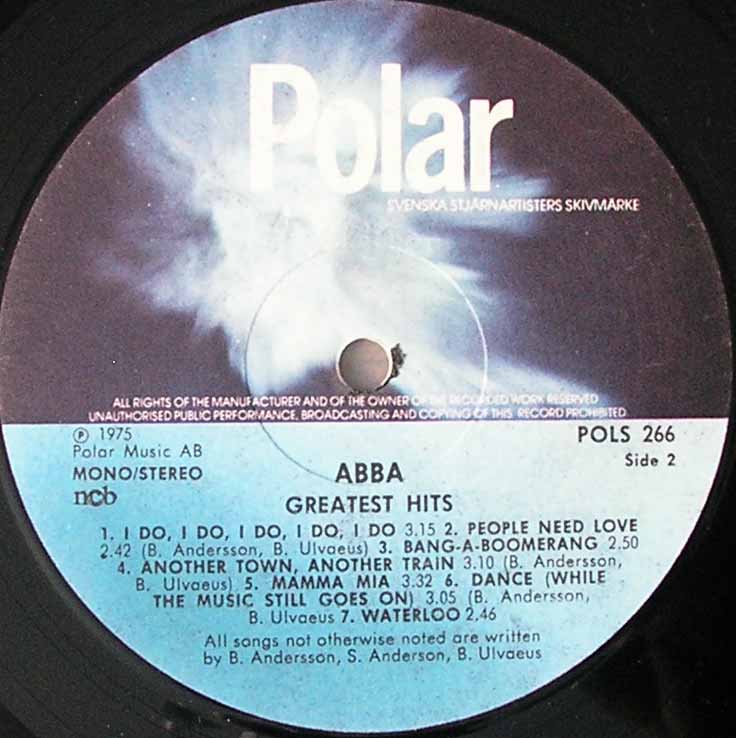 Polar
SVENSKA STJÄRNARTISTERS SKIVMÄRKE
ALL RIGHTS OF THE MANUFACTURER AND OF THE OWNER OF THE RECORDED WORK RESERVED
UNAUTHORISED PUBLIC PERFORMANCE, BROADCASTING AND COPYING OF THIS RECORD PROHIBITED
℗ 1975
Polar Music AB
MONO/STEREO
ncb
POLS 266
Side 2
ABBA
GREATEST HITS
1. I DO, I DO, I DO, I DO, I DO 3.15 2. PEOPLE NEED LOVE
2.42 (B. Andersson, B. Ulvaeus) 3. BANG-A-BOOMERANG 2.50
4. ANOTHER TOWN, ANOTHER TRAIN 3.10 (B. Andersson,
B. Ulvaeus) 5. MAMMA MIA 3.32 6. DANCE (WHILE
THE MUSIC STILL GOES ON) 3.05 (B. Andersson,
B. Ulvaeus 7. WATERLOO 2.46
All songs not otherwise noted are written
by B. Andersson, S. Anderson, B. Ulvaeus